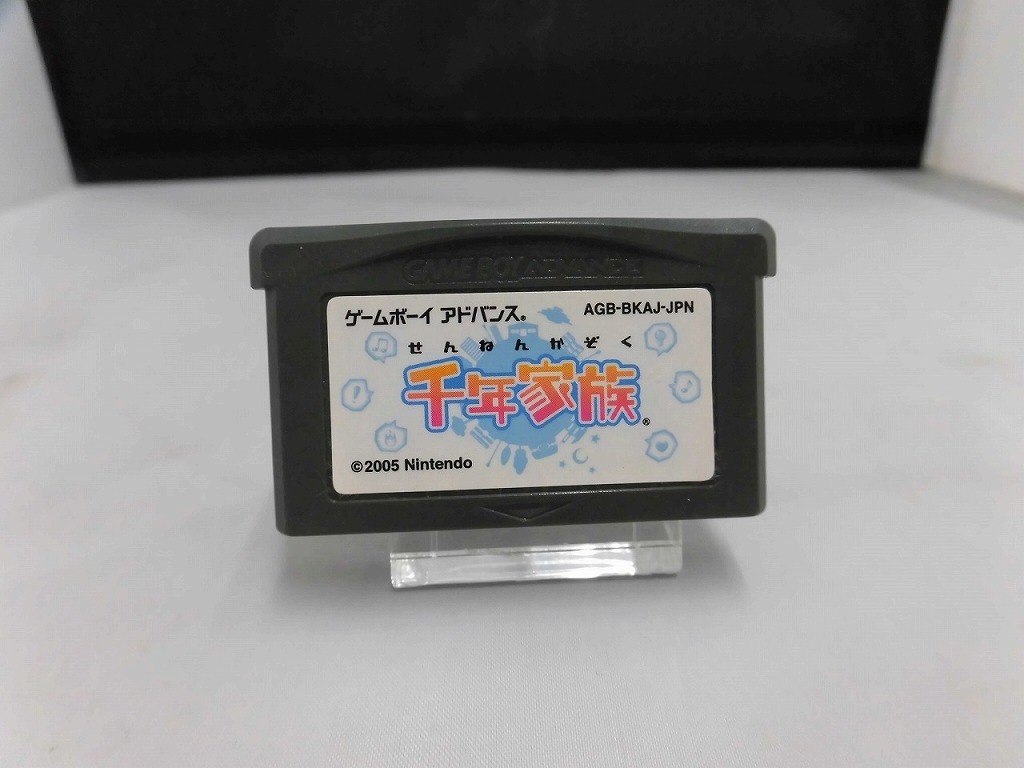 GAME BOY ADVANCE
ゲームボーイ アドバンス® AGB-BKAJ-JPN
せんねんかぞく
千年家族®
©2005 Nintendo